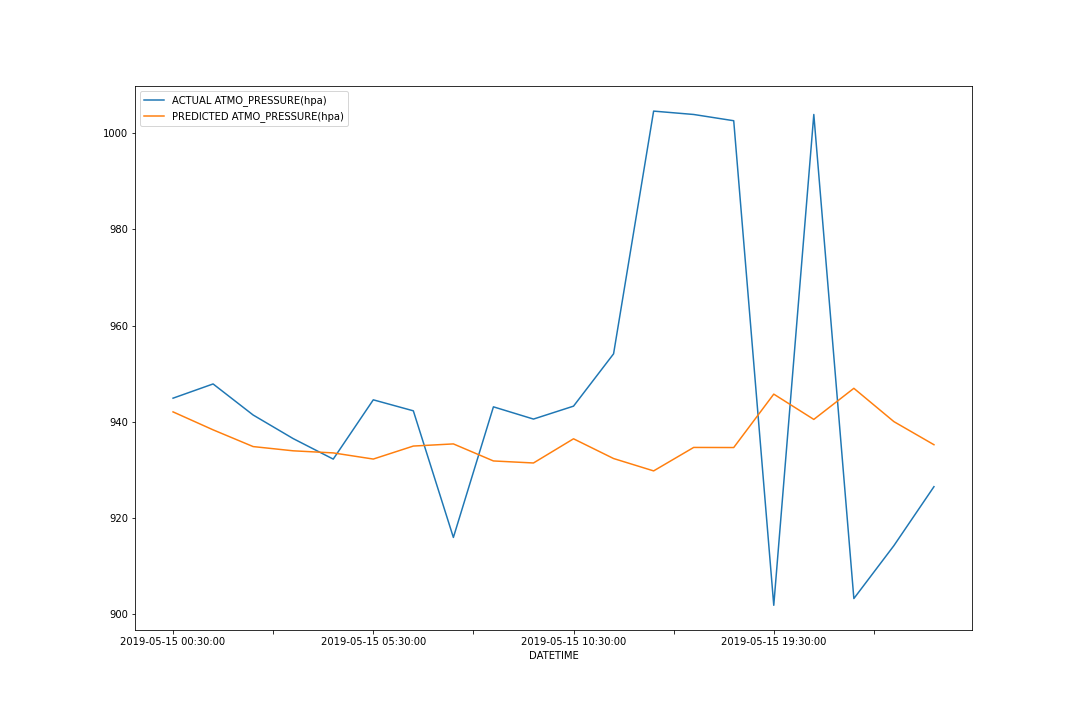 ACTUAL ATMO_PRESSURE(hpa)
PREDICTED ATMO_PRESSURE(hpa)
1000
980
960
940
920
900
2019-05-15 00:30:00 2019-05-15 05:30:00 2019-05-15 10:30:00 2019-05-15 19:30:00
DATETIME